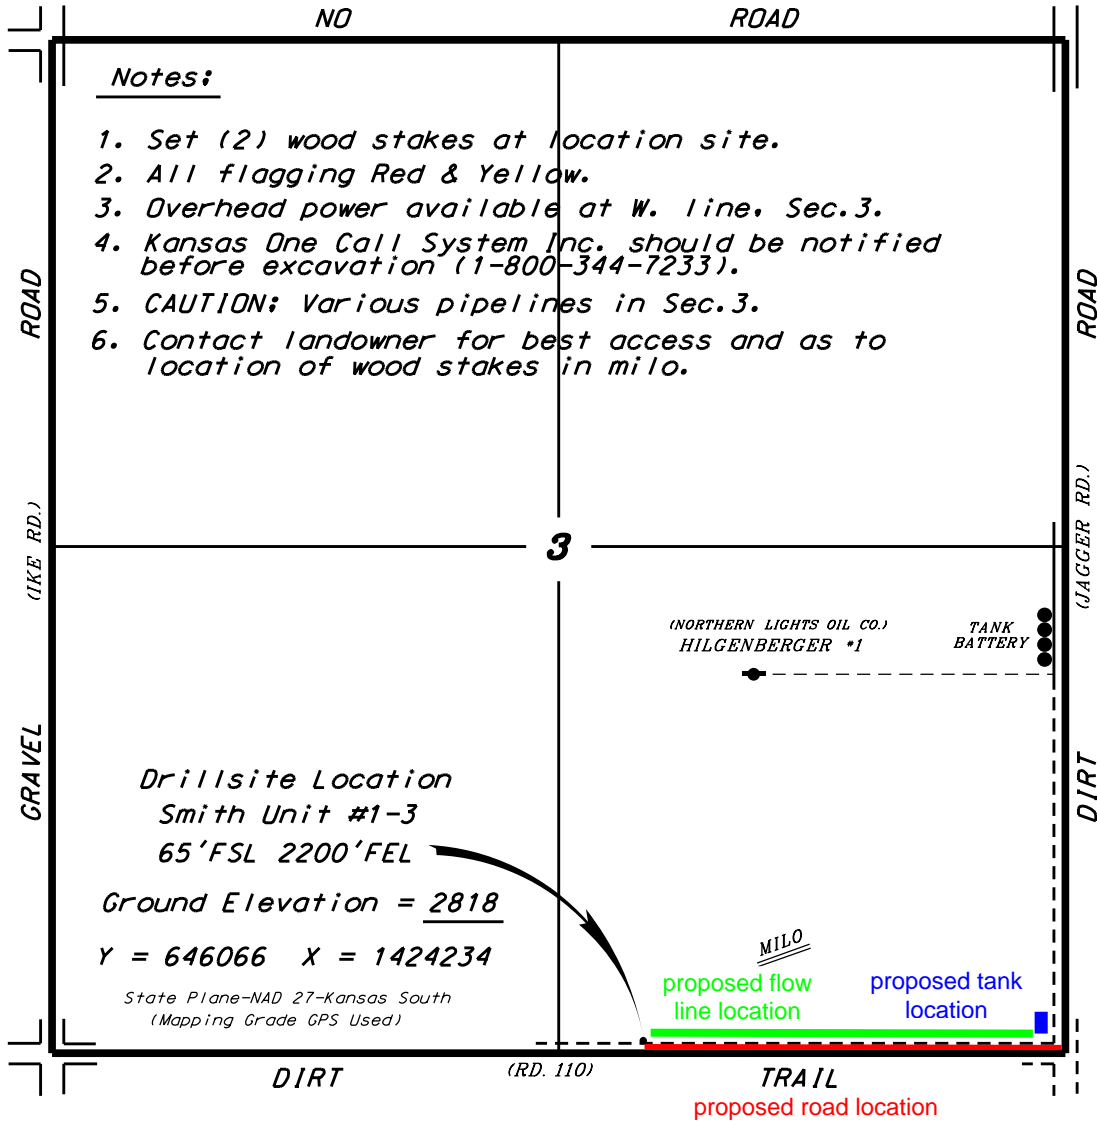 NO ROAD
Notes:
1. Set (2) wood stakes at location site.
2. All flagging Red & Yellow.
3. Overhead power available at W. line, Sec.3.
4. Kansas One Call System Inc. should be notified
before excavation (1-800-344-7233).
5. CAUTION: Various pipelines in Sec.3.
6. Contact landowner for best access and as to
location of wood stakes in milo.
ROAD
ROAD
(IKE RD.)
(JAGGER RD.)
3
(NORTHERN LIGHTS OIL CO.)
HILGENBERGER #1
TANK
BATTERY
GRAVEL
DIRT
Drillsite Location
Smith Unit #1-3
65'FSL 2200'FEL
Ground Elevation = 2818
Y = 646066 X = 1424234
State Plane-NAD 27-Kansas South
(Mapping Grade GPS Used)
MILO
proposed flow
line location
proposed tank
location
DIRT (RD. 110) TRAIL
proposed road location